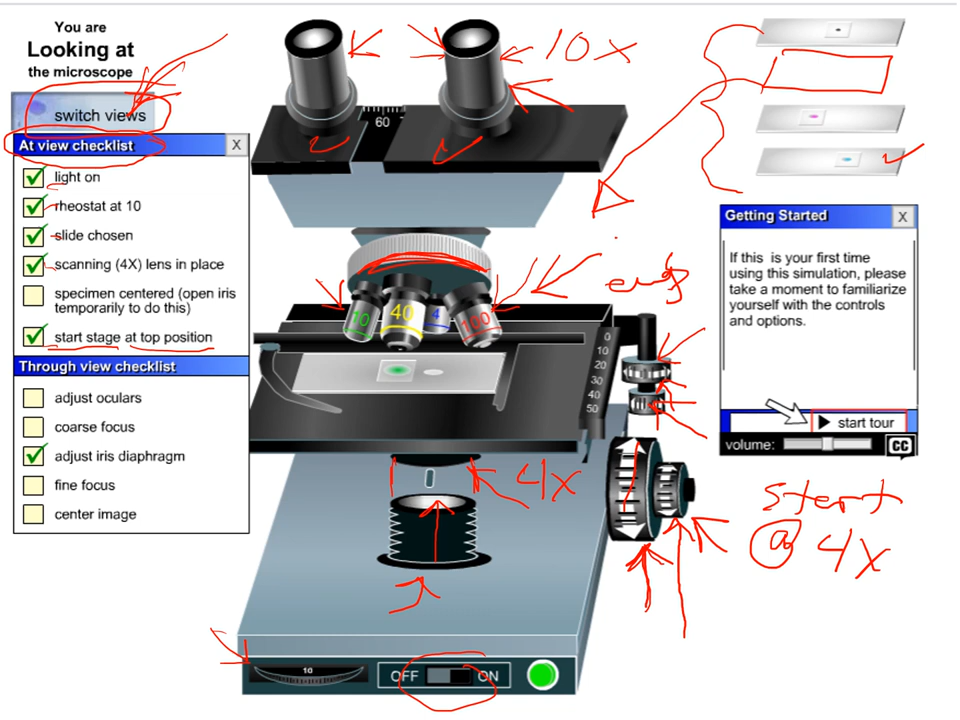 You are
Looking at
the microscope
switch views
At view checklist X
light on
rheostat at 10
slide chosen
scanning (4X) lens in place
specimen centered (open iris
temporarily to do this)
start stage at top position
Through view checklist
adjust oculars
coarse focus
adjust iris diaphragm
fine focus
center image
10x
60
10 40 4 100
0
10
20
30
40
50
4x
10
OFF ON
Getting Started X
If this is your first time
using this simulation, please
take a moment to familiarize
yourself with the controls
and options.
start tour
volume: CC
start
@ 4x